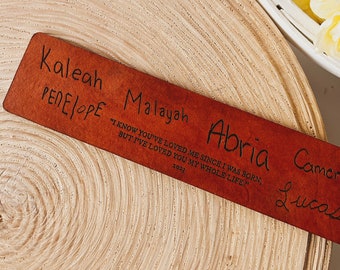 Kaleah
PENElOPE
Malayah
Abria
Camer
Lucas
"I KNOW YOU'VE LOVED ME SINCE I WAS BORN
BUT I'VE LOVED YOU MY WHOLE LIFE"